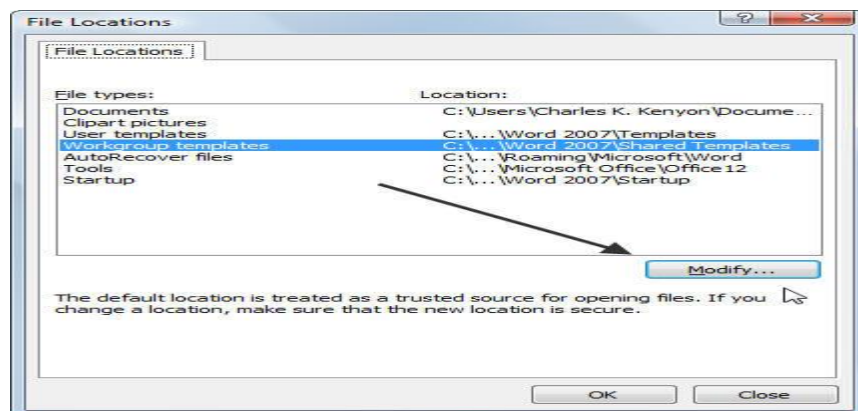 File Locations
File Locations
File types: Location:
Documents C:\Users\Charles K. Kenyon\Docume...
Clipart pictures
User templates C:\...\Word 2007\Templates
Workgroup templates C:\...\Word 2007\Shared Templates
AutoRecover files C:\...\Roaming\Microsoft\Word
Tools C:\...\Microsoft Office\Office12
Startup C:\...\Word 2007\Startup
Modify...
The default location is treated as a trusted source for opening files. If you
change a location, make sure that the new location is secure.
OK Close